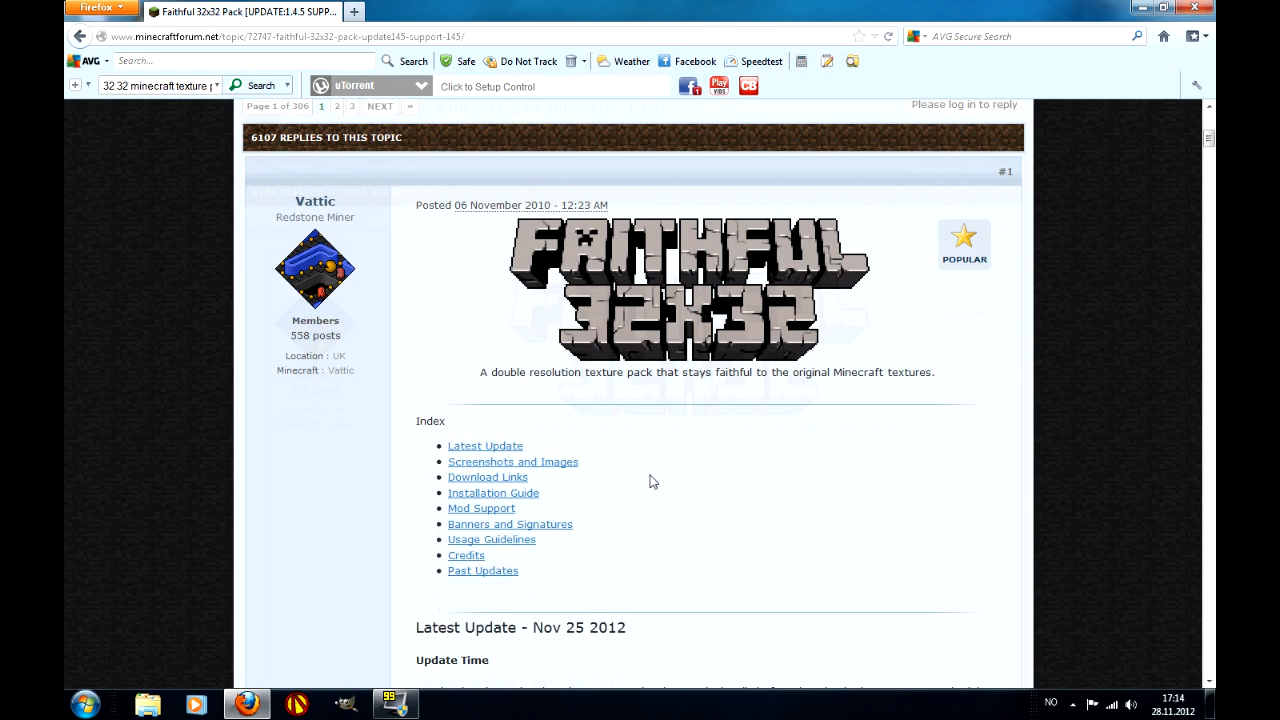 Firefox
Faithful 32x32 Pack [UPDATE:1.4.5 SUPP...
www.minecraftforum.net/topic/72747-faithful-32x32-pack-update145-support-145/
AVG Secure Search
AVG Search... Search Safe Do Not Track Weather Facebook Speedtest
32 32 minecraft texture p Search uTorrent Click to Setup Control 1 Play VIDS CB
Page 1 of 306 1 2 3 NEXT » Please log in to reply
6107 REPLIES TO THIS TOPIC
#1
Vattic
Redstone Miner
Members
558 posts
Location : UK
Minecraft : Vattic
Posted 06 November 2010 - 12:23 AM
FAITHFUL
32X32
POPULAR
A double resolution texture pack that stays faithful to the original Minecraft textures.
Index
Latest Update
Screenshots and Images
Download Links
Installation Guide
Mod Support
Banners and Signatures
Usage Guidelines
Credits
Past Updates
Latest Update - Nov 25 2012
Update Time
99
NO
17:14
28.11.2012